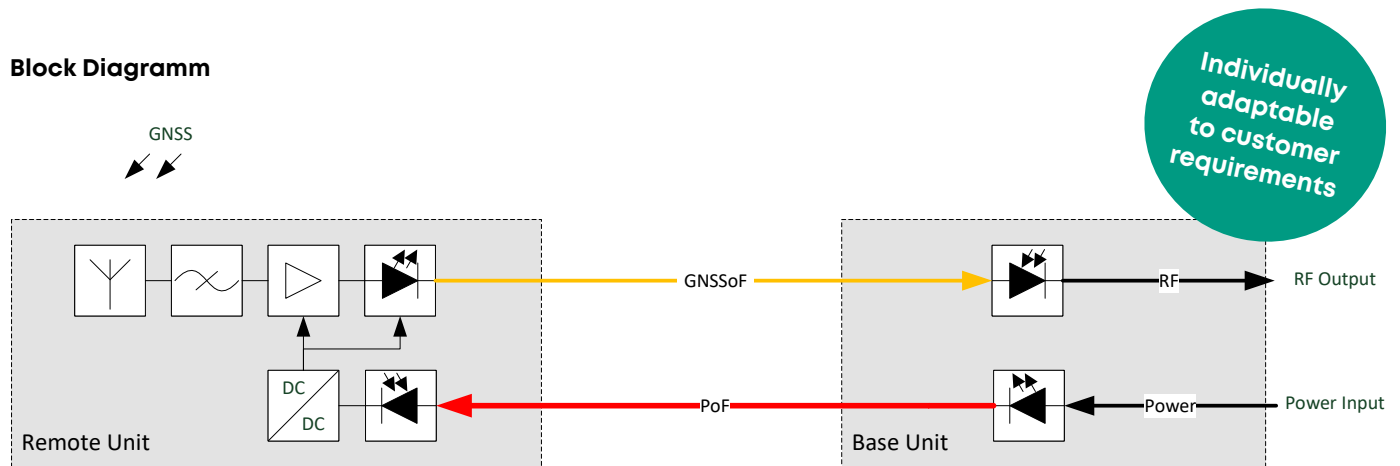 Individually
adaptable
to customer
requirements
Block Diagramm
GNSS
GNSSoF
RF
RF Output
DC
DC
PoF
Power
Power Input
Remote Unit
Base Unit